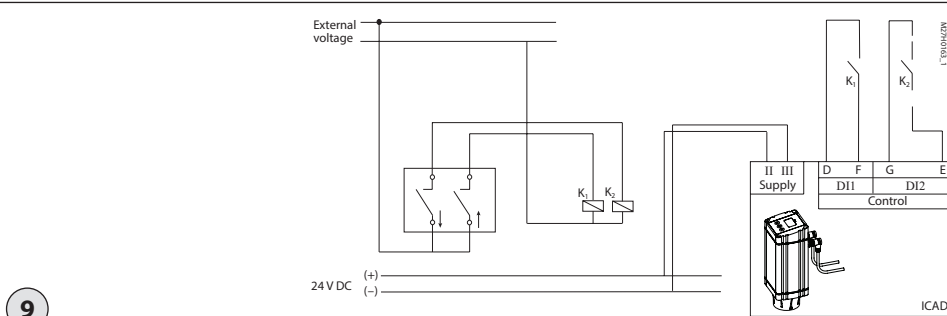 External
voltage
M27H0163_1
K₁
K₂
K₁ K₂
II III
Supply
D F G E
DI1 DI2
Control
(+)
24 V DC
(−)
ICAD
9